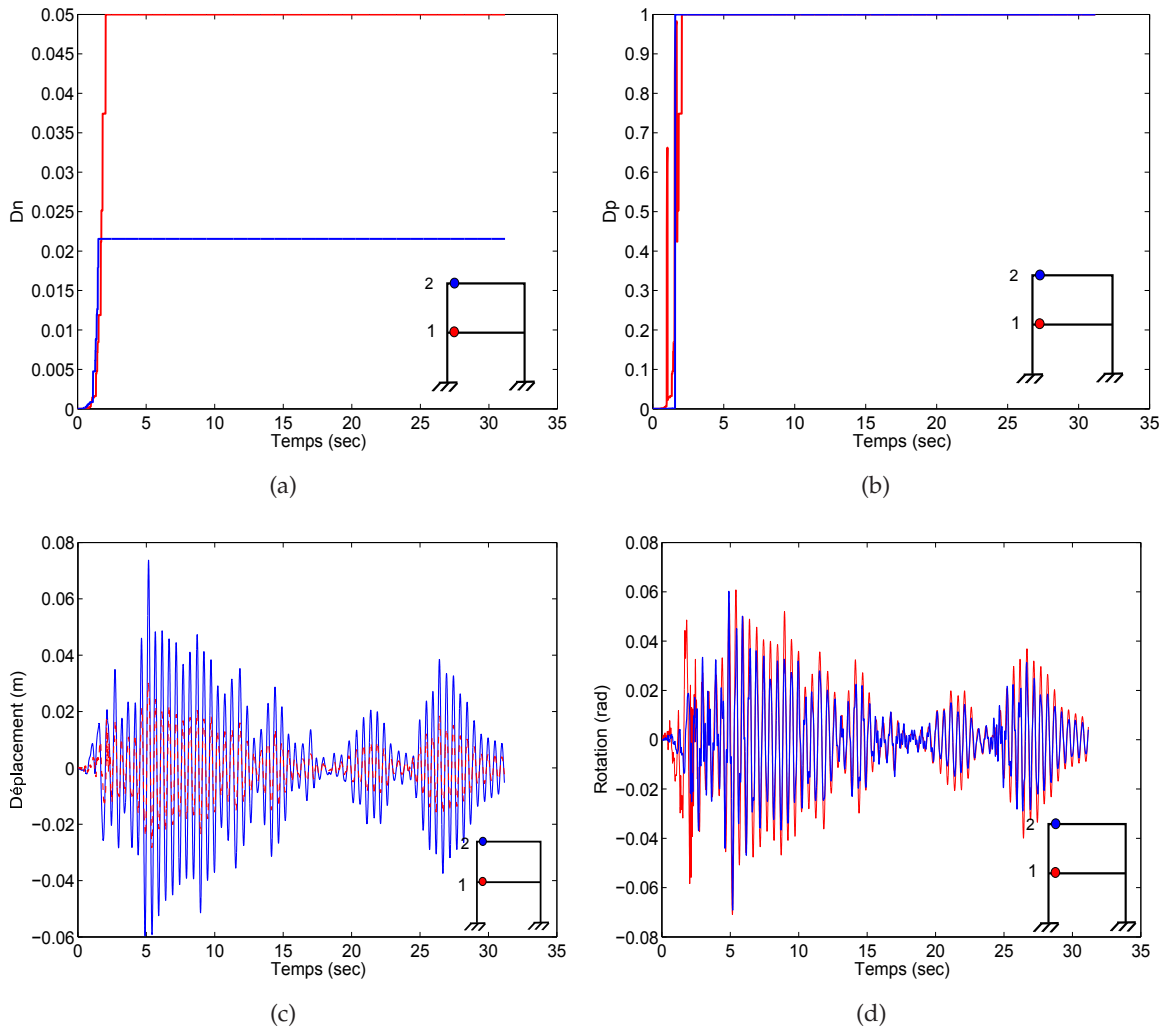 0.05
0.045
0.04
0.035
0.03
0.025
0.02
0.015
0.01
0.005
0
Dn
0 5 10 15 20 25 30 35
Temps (sec)
2
1
(a)
1
0.9
0.8
0.7
0.6
0.5
0.4
0.3
0.2
0.1
0
Dp
0 5 10 15 20 25 30 35
Temps (sec)
2
1
(b)
0.08
0.06
0.04
0.02
0
−0.02
−0.04
−0.06
Déplacement (m)
0 5 10 15 20 25 30 35
Temps (sec)
2
1
(c)
0.08
0.06
0.04
0.02
0
−0.02
−0.04
−0.06
−0.08
Rotation (rad)
0 5 10 15 20 25 30 35
Temps (sec)
2
1
(d)